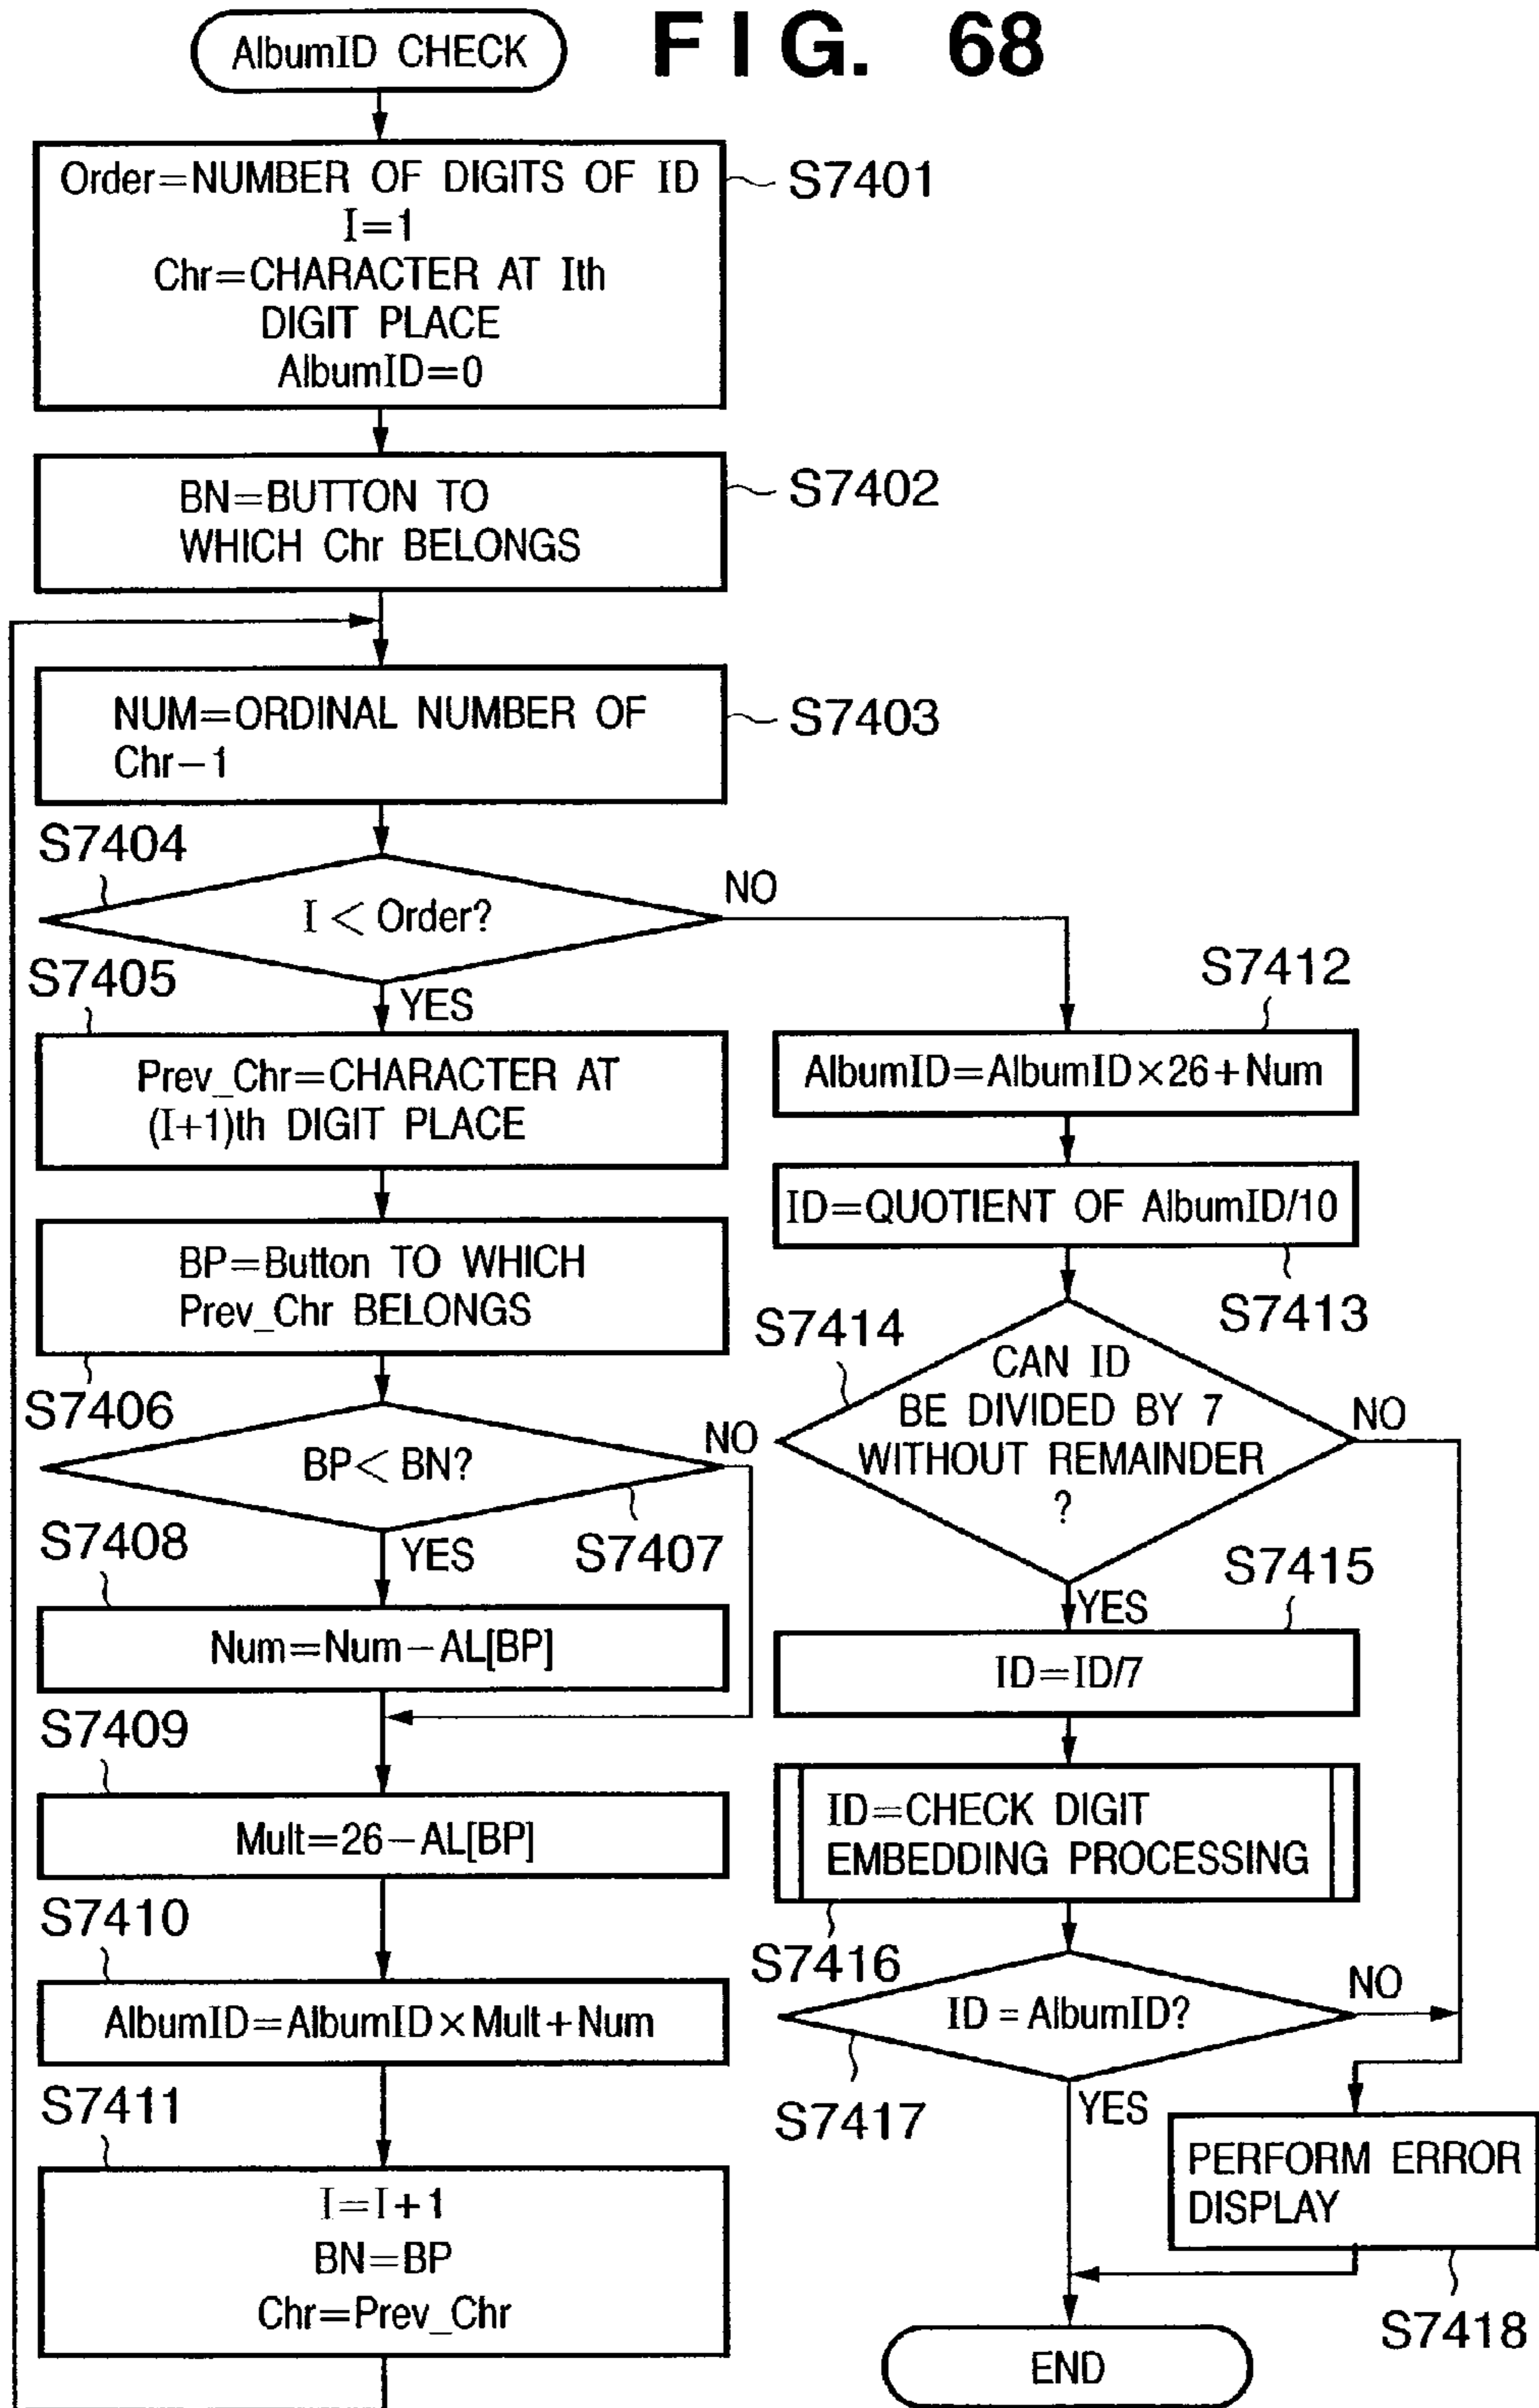 FIG. 68
AlbumID CHECK
Order=NUMBER OF DIGITS OF ID
I=1
Chr=CHARACTER AT Ith
DIGIT PLACE
AlbumID=0
S7401
BN=BUTTON TO
WHICH Chr BELONGS
S7402
NUM=ORDINAL NUMBER OF
Chr-1
S7403
S7404
I < Order?
NO
YES
S7405
Prev_Chr=CHARACTER AT
(I+1)th DIGIT PLACE
BP=Button TO WHICH
Prev_Chr BELONGS
S7406
BP< BN?
NO
S7407
YES
S7408
Num=Num-AL[BP]
S7409
Mult=26-AL[BP]
S7410
AlbumID=AlbumID×Mult+Num
S7411
I=I+1
BN=BP
Chr=Prev_Chr
S7412
AlbumID=AlbumID×26+Num
ID=QUOTIENT OF AlbumID/10
S7413
S7414
CAN ID
BE DIVIDED BY 7
WITHOUT REMAINDER
?
NO
YES
S7415
ID=ID/7
ID=CHECK DIGIT
EMBEDDING PROCESSING
S7416
ID = AlbumID?
NO
S7417
YES
PERFORM ERROR
DISPLAY
S7418
END